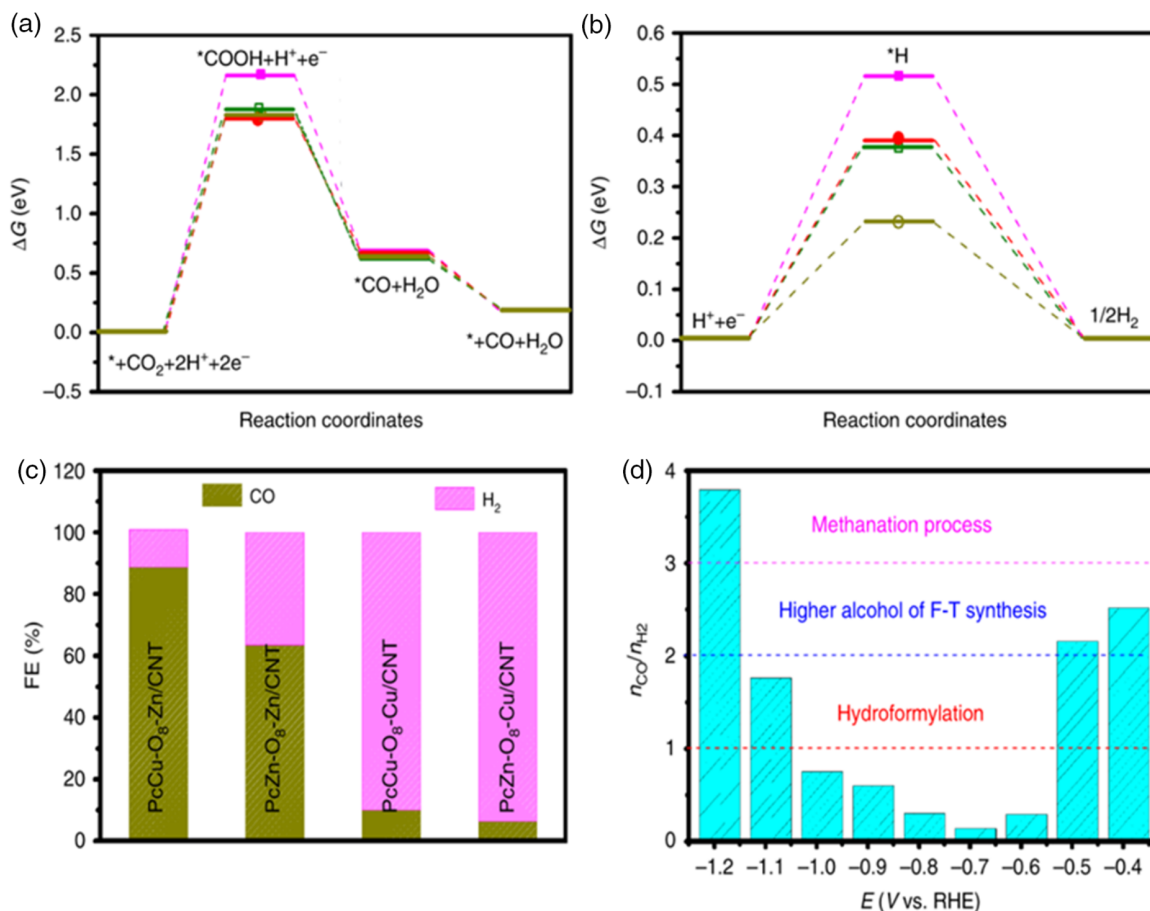 (a)
2.5
2.0
1.5
1.0
0.5
0.0
–0.5
ΔG (eV)
*COOH+H⁺+e⁻
*CO+H₂O
*+CO+H₂O
*+CO₂+2H⁺+2e⁻
Reaction coordinates
(b)
0.6
0.5
0.4
0.3
0.2
0.1
0.0
–0.1
ΔG (eV)
*H
H⁺+e⁻
1/2H₂
Reaction coordinates
(c)
120
100
80
60
40
20
0
FE (%)
CO
H₂
PcCu-O₈-Zn/CNT
PcZn-O₈-Zn/CNT
PcCu-O₈-Cu/CNT
PcZn-O₈-Cu/CNT
(d)
4
3
2
1
0
n_CO/n_H2
Methanation process
Higher alcohol of F-T synthesis
Hydroformylation
–1.2 –1.1 –1.0 –0.9 –0.8 –0.7 –0.6 –0.5 –0.4
E (V vs. RHE)